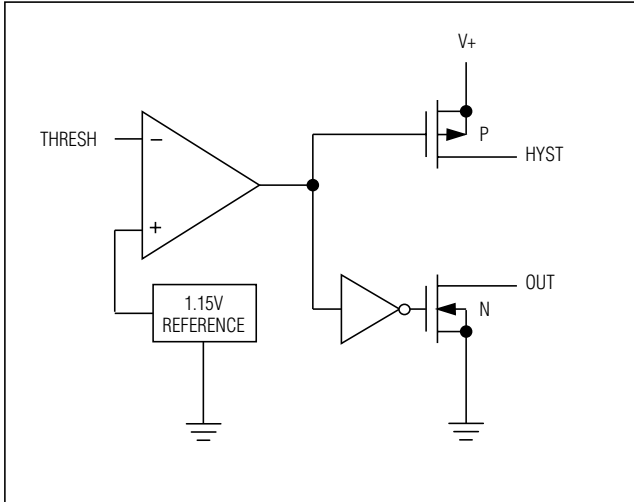 V+
THRESH
−
P
HYST
+
1.15V
REFERENCE
OUT
N